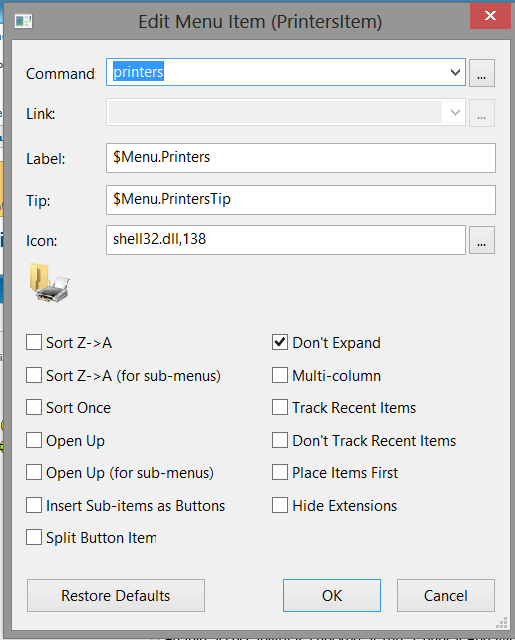 Edit Menu Item (PrintersItem)
Command printers ...
Link: ...
Label: $Menu.Printers
Tip: $Menu.PrintersTip
Icon: shell32.dll,138 ...
Sort Z->A Don't Expand
Sort Z->A (for sub-menus) Multi-column
Sort Once Track Recent Items
Open Up Don't Track Recent Items
Open Up (for sub-menus) Place Items First
Insert Sub-items as Buttons Hide Extensions
Split Button Item
Restore Defaults OK Cancel